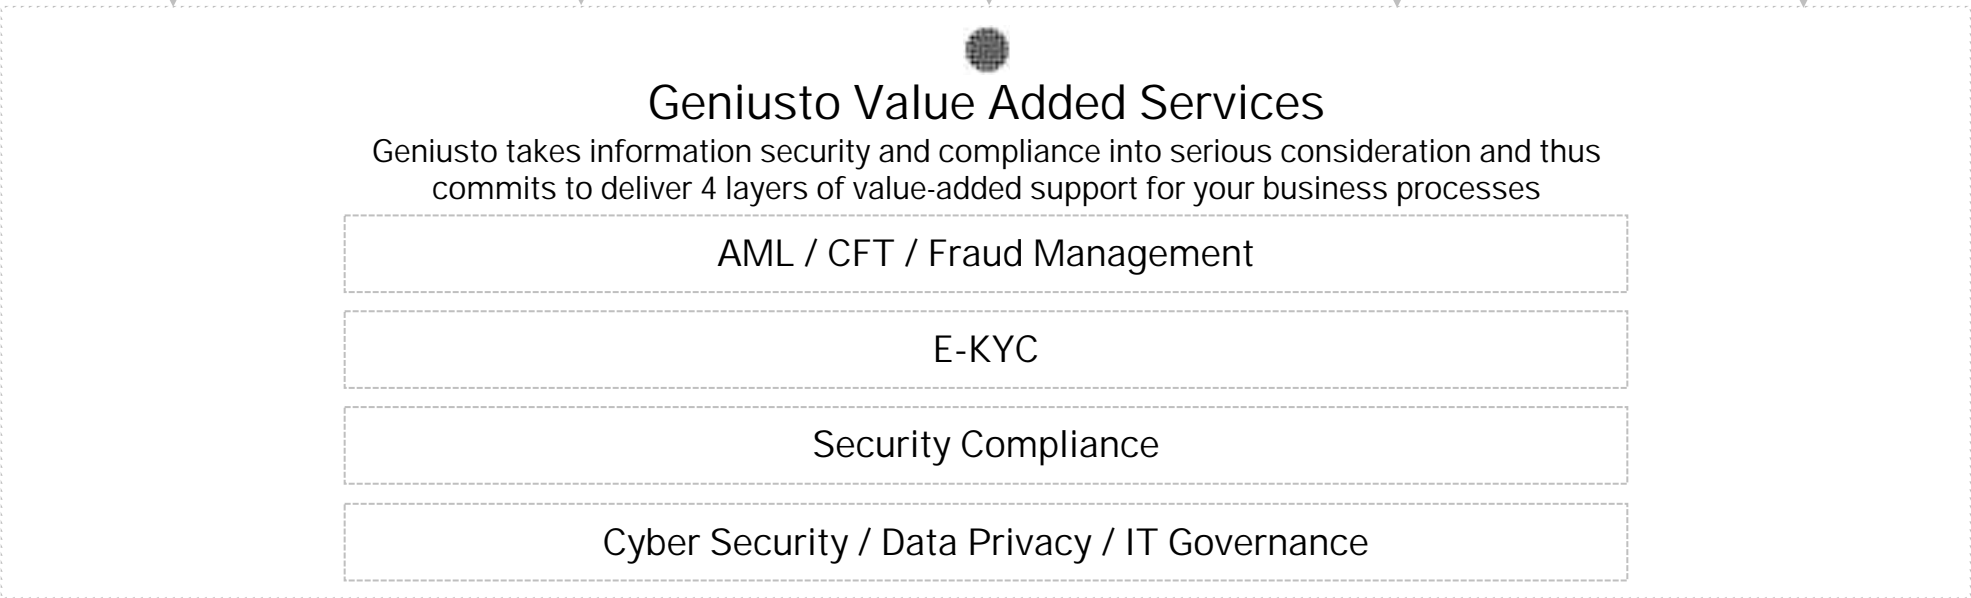 Geniusto Value Added Services
Geniusto takes information security and compliance into serious consideration and thus
commits to deliver 4 layers of value-added support for your business processes
AML / CFT / Fraud Management
E-KYC
Security Compliance
Cyber Security / Data Privacy / IT Governance